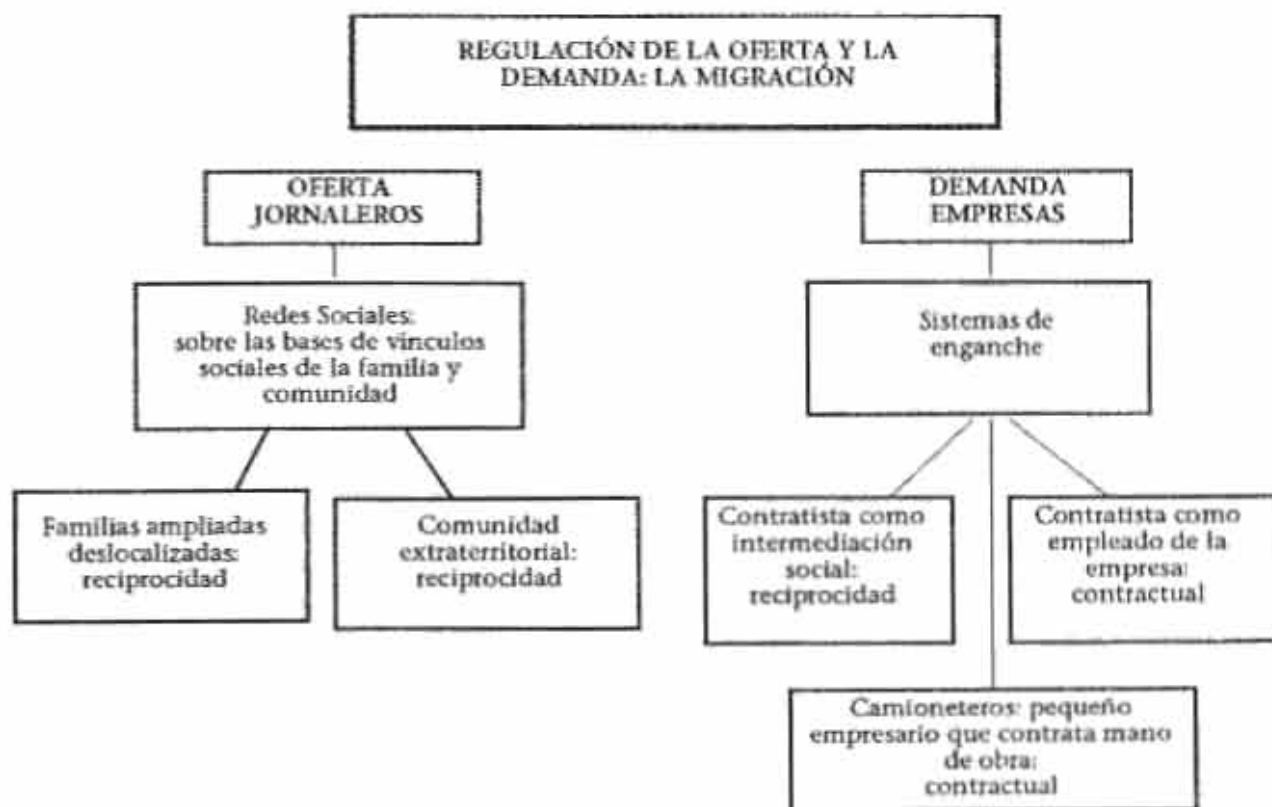 REGULACIÓN DE LA OFERTA Y LA
DEMANDA: LA MIGRACIÓN
OFERTA
JORNALEROS
DEMANDA
EMPRESAS
Redes Sociales:
sobre las bases de vínculos
sociales de la familia y
comunidad
Sistemas de
enganche
Familias ampliadas
deslocalizadas:
reciprocidad
Comunidad
extraterritorial:
reciprocidad
Contratista como
intermediación
social:
reciprocidad
Contratista como
empleado de la
empresa:
contractual
Camioneteros: pequeño
empresario que contrata mano
de obra:
contractual